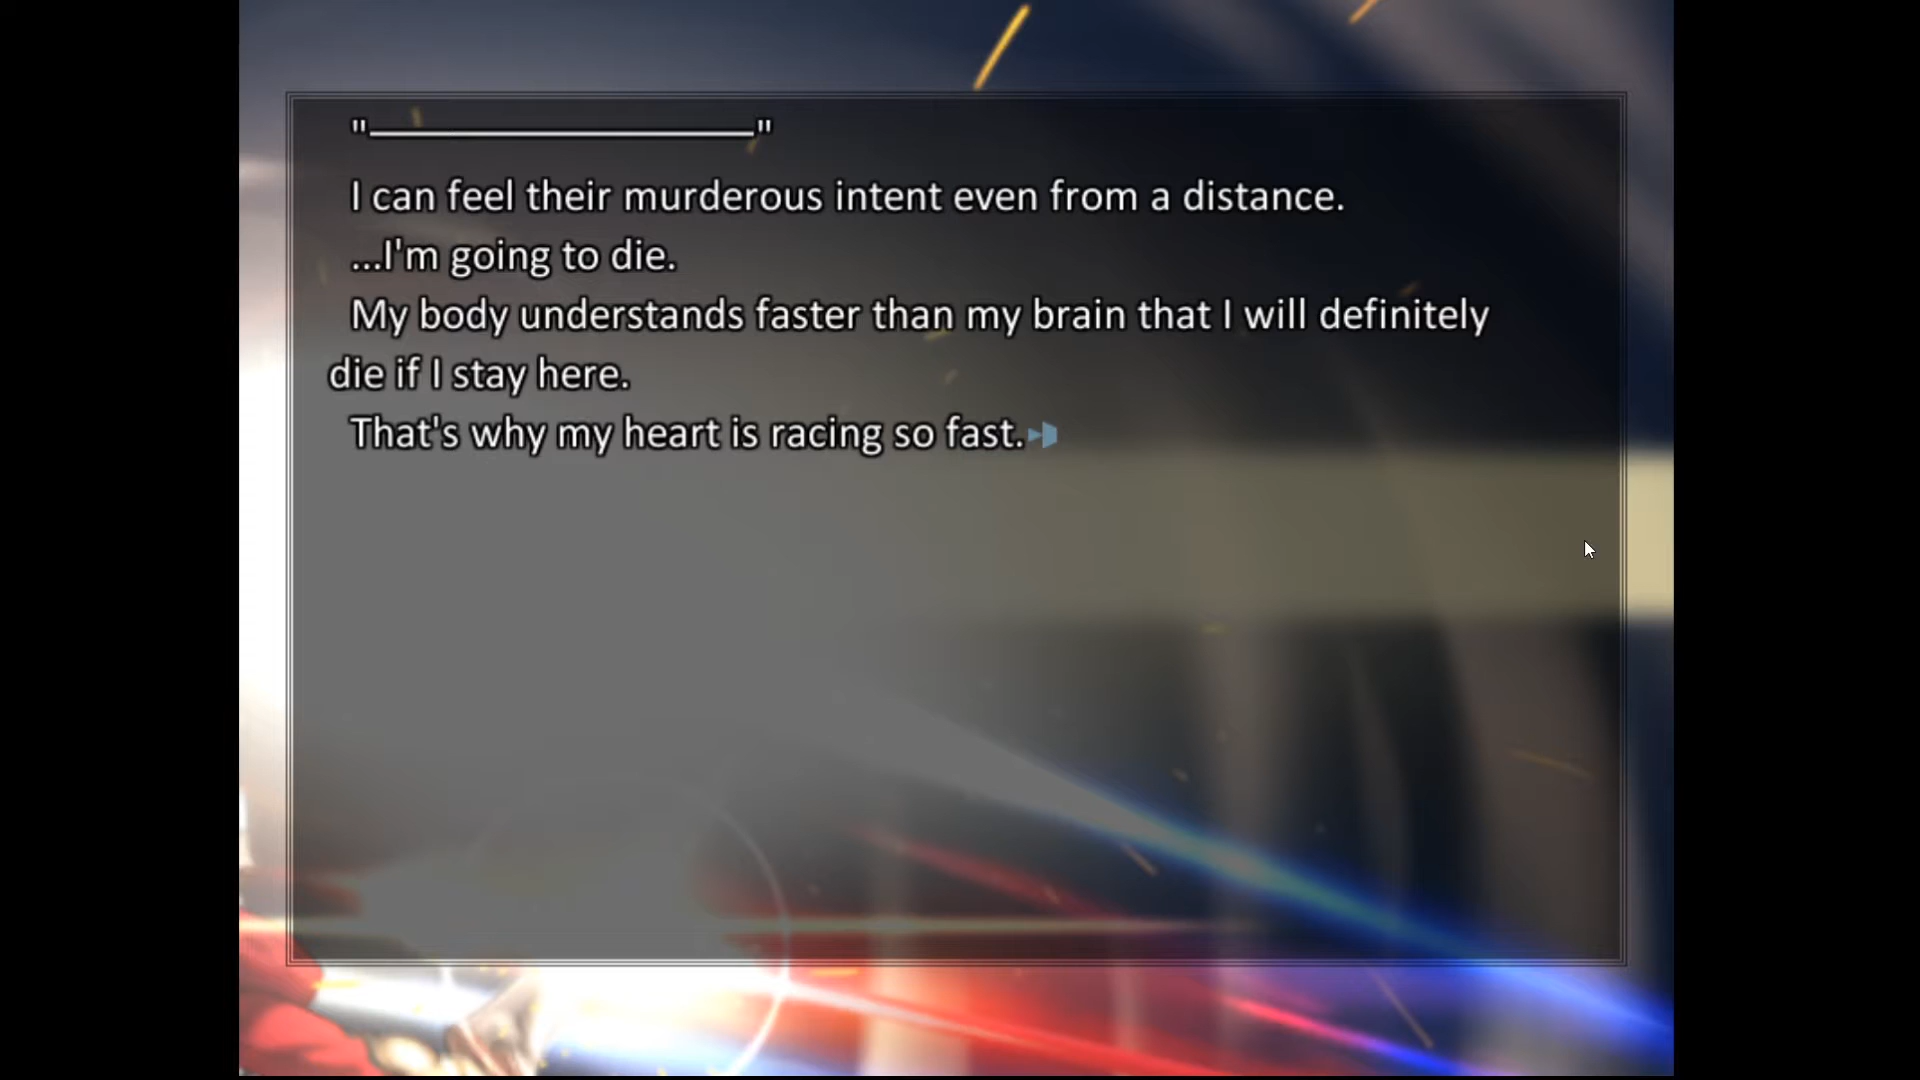 "————————————"
I can feel their murderous intent even from a distance.
...I'm going to die.
My body understands faster than my brain that I will definitely
die if I stay here.
That's why my heart is racing so fast.